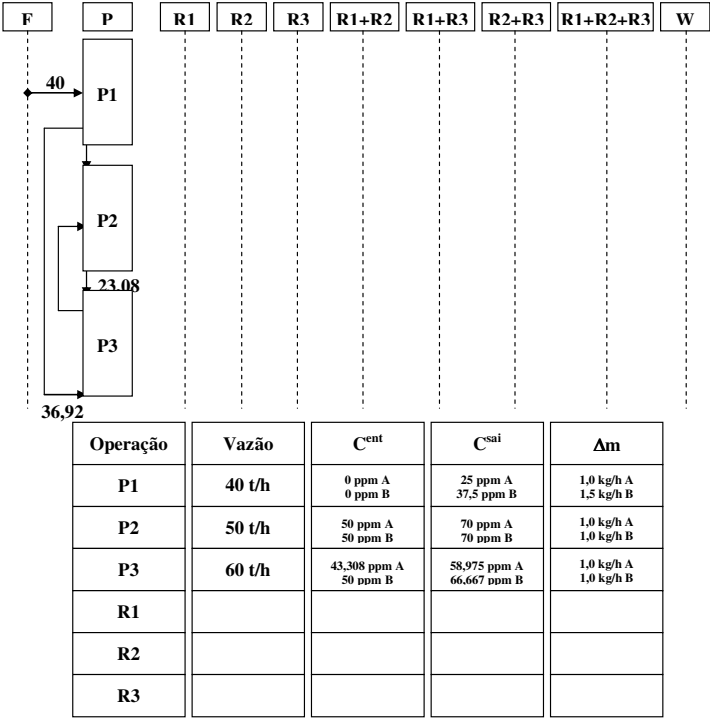 F P R1 R2 R3 R1+R2 R1+R3 R2+R3 R1+R2+R3 W
40
P1
P2
23,08
P3
36,92
Operação Vazão C^ent C^sai Δm
P1 40 t/h 0 ppm A 25 ppm A 1,0 kg/h A
0 ppm B 37,5 ppm B 1,5 kg/h B
P2 50 t/h 50 ppm A 70 ppm A 1,0 kg/h A
50 ppm B 70 ppm B 1,0 kg/h B
P3 60 t/h 43,308 ppm A 58,975 ppm A 1,0 kg/h A
50 ppm B 66,667 ppm B 1,0 kg/h B
R1
R2
R3